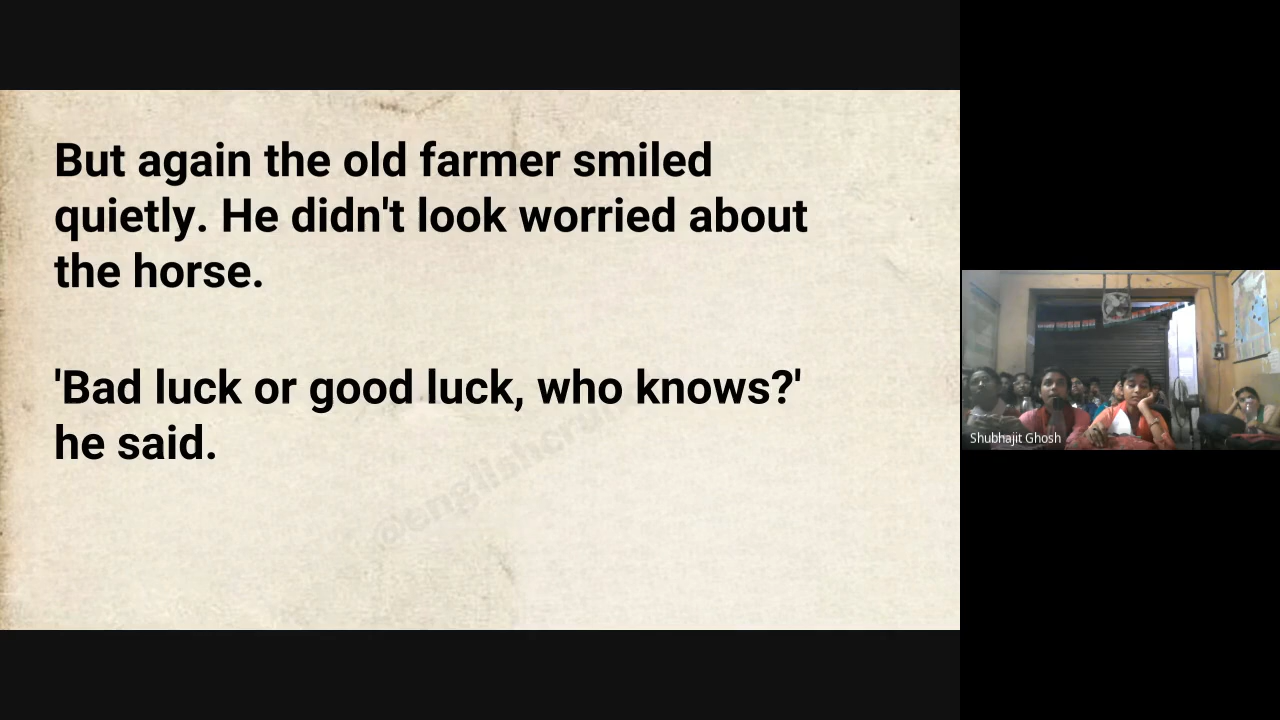 But again the old farmer smiled
quietly. He didn't look worried about
the horse.
'Bad luck or good luck, who knows?'
he said.
Shubhajit Ghosh